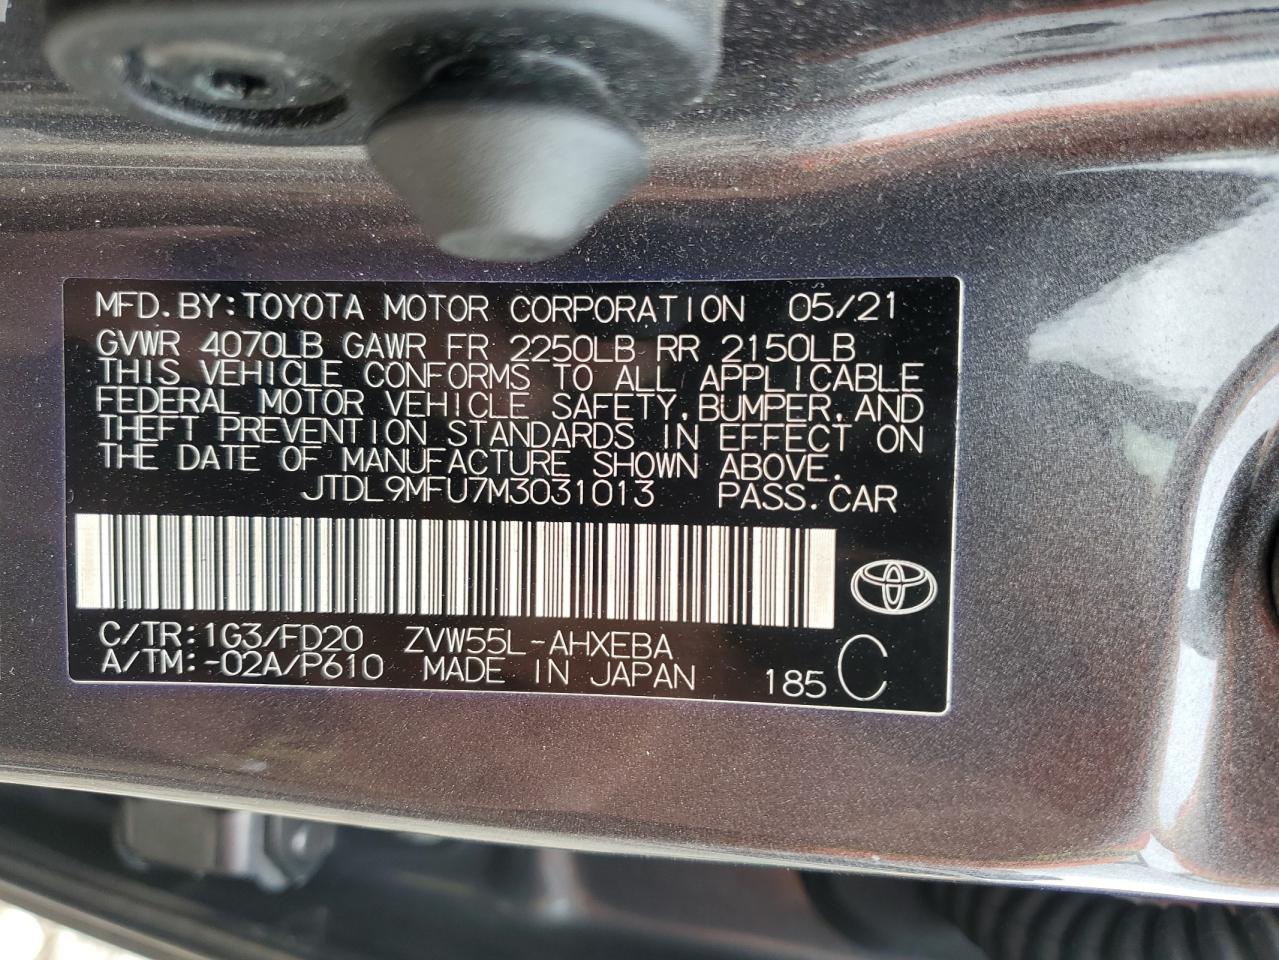 MFD. BY: TOYOTA MOTOR CORPORATION 05/21
GVWR 4070LB GAWR FR 2250LB RR 2150LB
THIS VEHICLE CONFORMS TO ALL APPLICABLE
FEDERAL MOTOR VEHICLE SAFETY, BUMPER, AND
THEFT PREVENTION STANDARDS IN EFFECT ON
THE DATE OF MANUFACTURE SHOWN ABOVE.
JTDL9MFU7M3031013 PASS. CAR
C/TR: 1G3/FD20 ZVW55L-AHXEBA
A/TM: -02A/P610 MADE IN JAPAN 185 C